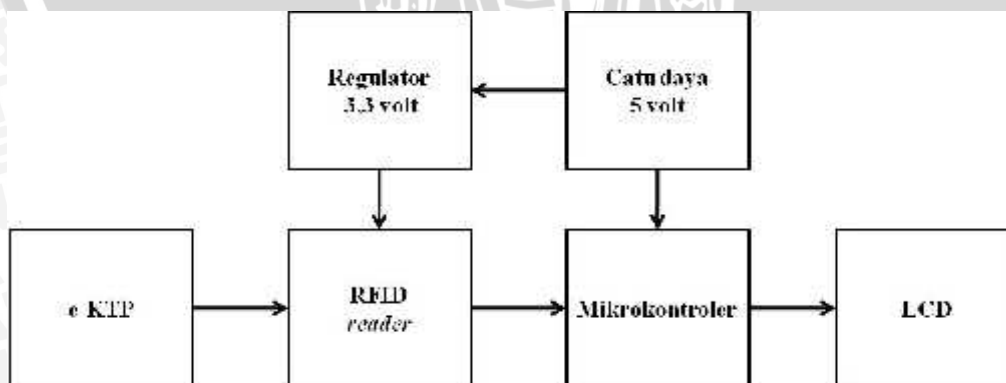 Regulator
3.3 volt
Catu daya
5 volt
e-KTP
RFID
reader
Mikrokontroler
LCD